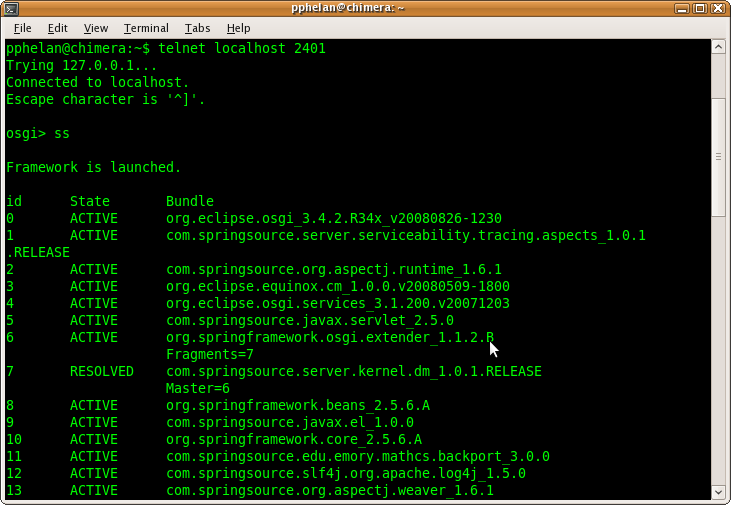 pphelan@chimera: ~
File Edit View Terminal Tabs Help
pphelan@chimera:~$ telnet localhost 2401
Trying 127.0.0.1...
Connected to localhost.
Escape character is '^]'.
osgi> ss
Framework is launched.
id State Bundle
0 ACTIVE org.eclipse.osgi_3.4.2.R34x_v20080826-1230
1 ACTIVE com.springsource.server.serviceability.tracing.aspects_1.0.1
.RELEASE
2 ACTIVE com.springsource.org.aspectj.runtime_1.6.1
3 ACTIVE org.eclipse.equinox.cm_1.0.0.v20080509-1800
4 ACTIVE org.eclipse.osgi.services_3.1.200.v20071203
5 ACTIVE com.springsource.javax.servlet_2.5.0
6 ACTIVE org.springframework.osgi.extender_1.1.2.B
Fragments=7
7 RESOLVED com.springsource.server.kernel.dm_1.0.1.RELEASE
Master=6
8 ACTIVE org.springframework.beans_2.5.6.A
9 ACTIVE com.springsource.javax.el_1.0.0
10 ACTIVE org.springframework.core_2.5.6.A
11 ACTIVE com.springsource.edu.emory.mathcs.backport_3.0.0
12 ACTIVE com.springsource.slf4j.org.apache.log4j_1.5.0
13 ACTIVE com.springsource.org.aspectj.weaver_1.6.1